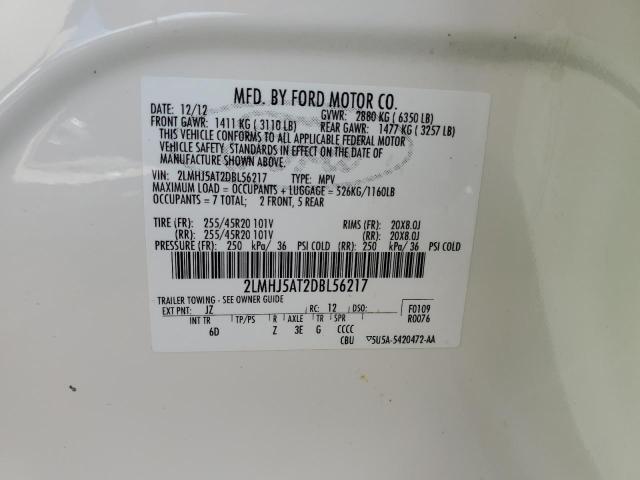 MFD. BY FORD MOTOR CO.
DATE: 12/12 GVWR: 2880 KG ( 6350 LB)
FRONT GAWR: 1411 KG ( 3110 LB) REAR GAWR: 1477 KG ( 3257 LB)
THIS VEHICLE CONFORMS TO ALL APPLICABLE FEDERAL MOTOR
VEHICLE SAFETY STANDARDS IN EFFECT ON THE DATE OF
MANUFACTURE SHOWN ABOVE.
VIN: 2LMHJ5AT2DBL56217 TYPE: MPV
MAXIMUM LOAD = OCCUPANTS + LUGGAGE = 526KG/1160LB
OCCUPANTS = 7 TOTAL; 2 FRONT, 5 REAR
TIRE (FR): 255/45R20 101V RIMS (FR): 20X8.0J
(RR): 255/45R20 101V (RR): 20X8.0J
PRESSURE (FR): 250 kPa/ 36 PSI COLD (RR): 250 kPa/ 36 PSI COLD
2LMHJ5AT2DBL56217
TRAILER TOWING - SEE OWNER GUIDE
EXT PNT: JZ RC: 12 DSO: F0109
INT TR TP/PS R AXLE TR SPR R0076
6D Z 3E G CCCC
CBU 5U5A-5420472-AA